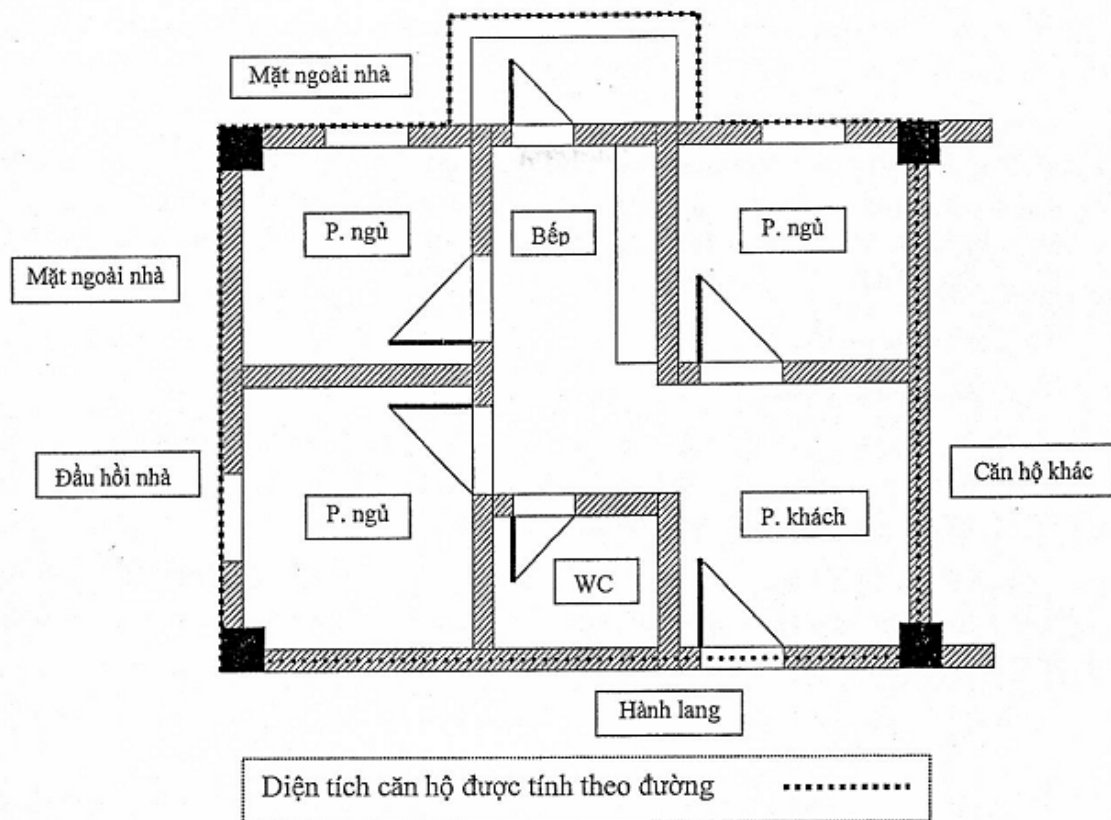 Mặt ngoài nhà
P. ngủ
Bếp
P. ngủ
Mặt ngoài nhà
Đầu hồi nhà
P. ngủ
P. khách
Căn hộ khác
WC
Hành lang
Diện tích căn hộ được tính theo đường